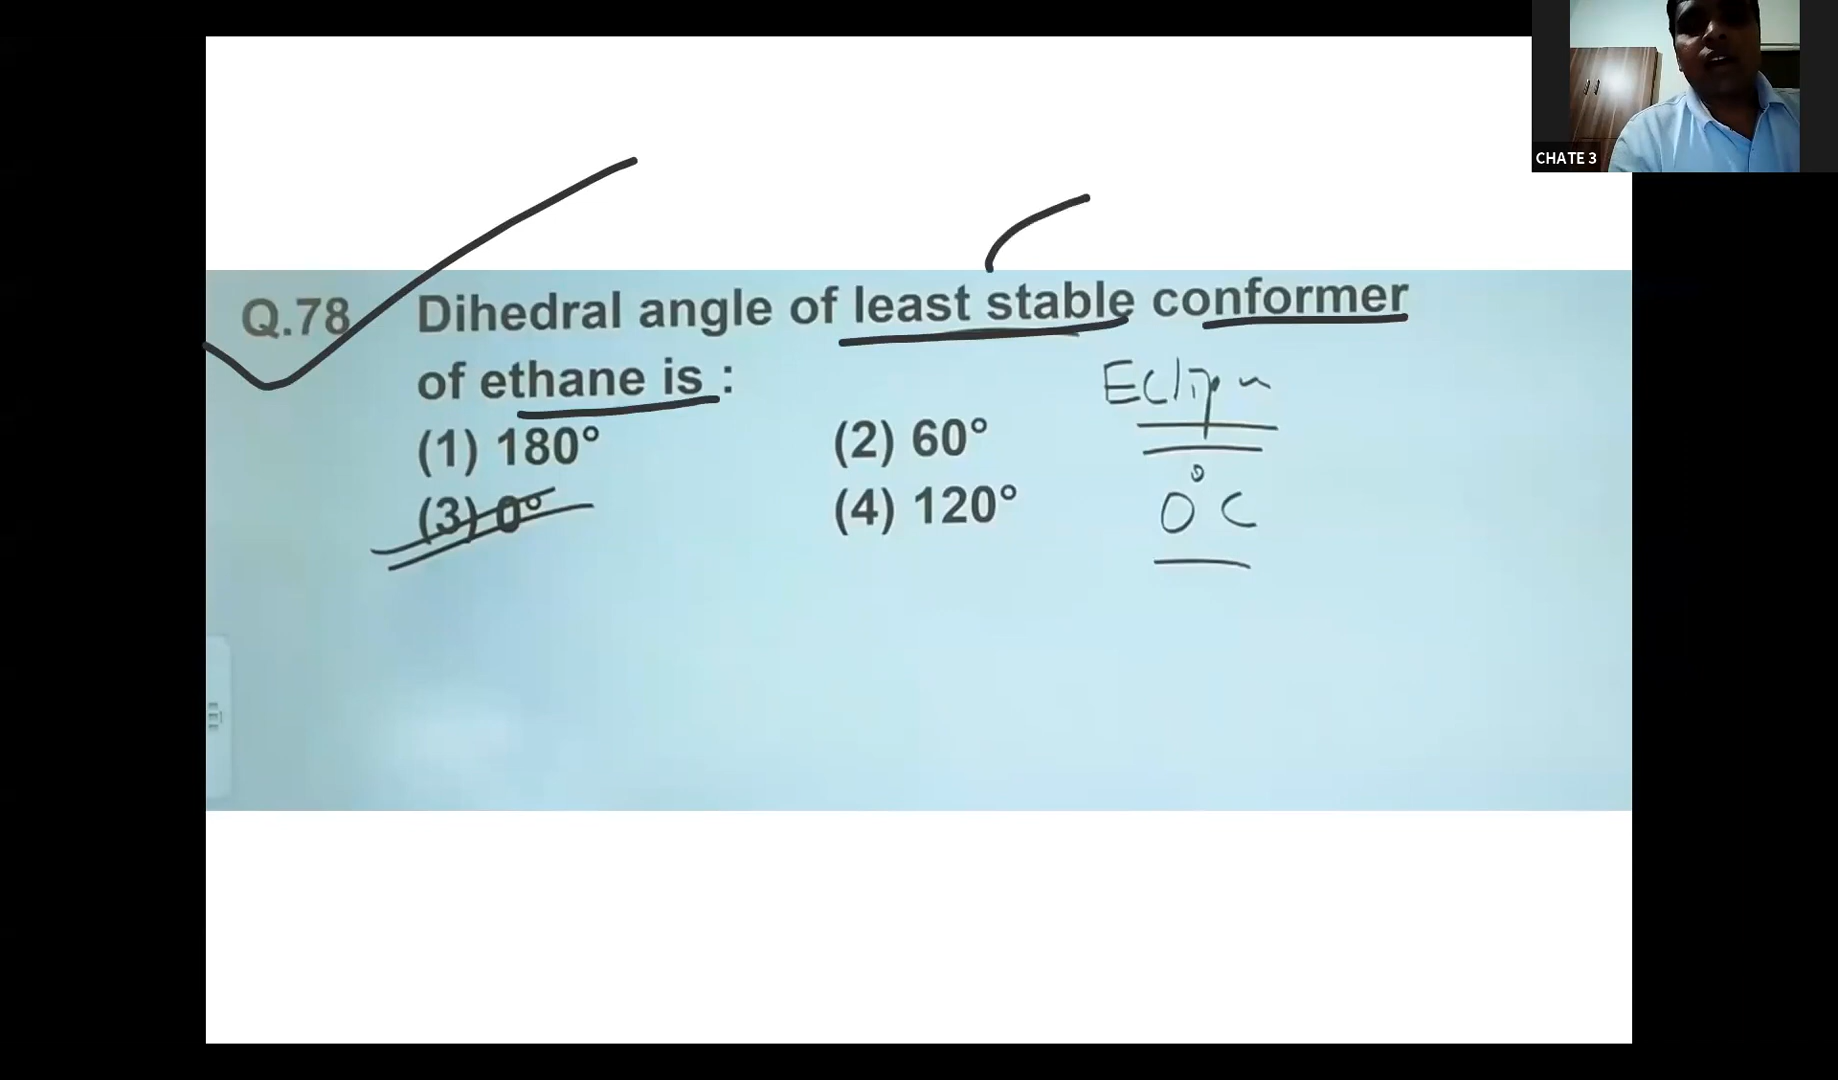 CHATE 3
Q.78 Dihedral angle of least stable conformer
of ethane is :
(1) 180° (2) 60°
(3) 0° (4) 120°
0°C